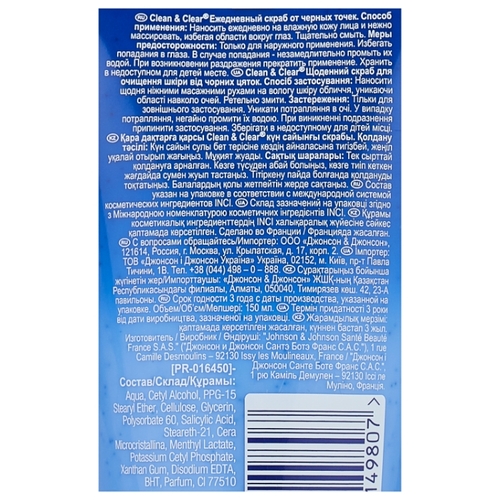 RU Clean & Clear® Ежедневный скраб от черных точек. Способ
применения: Наносить ежедневно на влажную кожу лица и нежно
массировать, избегая области вокруг глаз. Тщательно смыть. Меры
предосторожности: Только для наружного применения. Избегать
попадания в глаза. В случае попадания - незамедлительно промыть их
водой. При возникновении раздражения прекратить применение. Хранить
в недоступном для детей месте. UA Clean & Clear® Щоденний скраб для
очищення шкіри від чорних цяток. Спосіб застосування: Наносити
щодня ніжними масажними рухами на вологу шкіру обличчя, уникаючи
області навколо очей. Ретельно змити. Застереження: Тільки для
зовнішнього застосування. Уникати потрапляння в очі. У випадку
потрапляння, негайно промити їх водою. При виникненні подразнення
припинити застосування. Зберігати в недоступному для дітей місці.
KZ Қара дақтарға қарсы Clean & Clear® күн сайынғы скрабы. Қолдану
тәсілі: Күн сайын сулы бет терісіне көздің айналасына тигізбей, жеңіл
уқалай отырып жағыңыз. Мұқият жуады. Сақтық шаралары: Тек сырттай
қолдануға арналған. Көзге түсуден абай болыңыз, көзге тиіп кеткен
жағдайда сумен жуып тастаңыз. Тітіркену пайда болғанда қолдануды
тоқтатыңыз. Балалардың қолы жетпейтін жерде сақтаңыз. RU Состав
указан на упаковке в соответствии с международной системой
косметических ингредиентов INCI. UA Склад зазначений на упаковці згідно
з Міжнародною номенклатурою косметичних інгредієнтів INCI. KZ Құрамы
косметикалық ингредиенттердің INCI халықаралық жүйесіне сәйкес
қаптамада көрсетілген. Сделано во Франции / Францияда жасалған.
RU С вопросами обращайтесь/Импортер: ООО «Джонсон & Джонсон»,
121614, Россия, г. Москва, ул. Крылатская, д. 17, корп. 2. UA Імпортер:
ТОВ «Джонсон і Джонсон Україна» Україна, 02152, м. Київ, пр-т Павла
Тичини, 1В. Тел. +38 (044) 498 – 0 – 888. KZ Сұрақтарыңыз бойынша
жүгінетін жер/Импорттаушы: «Джонсон & Джонсон» ЖШҚ-ның Қазақстан
Республикасындағы филиалы, Алматы, 050040, Тимирязев көш. 42, 23-А
павильоны. RU Срок годности 3 года с даты производства, указанной на
упаковке. Объем/Об'єм/Мөлшері: 150 мл. UA Термін придатності 3 роки
від дати виробництва, зазначеної на упаковці. KZ Жарамдылық мерзімі:
қаптамада көрсетілген жасалған күннен бастап 3 жыл.
Изготовитель / Виробник / Өндіруші: "Johnson & Johnson Santé Beauté
France S.A.S." ("Джонсон и Джонсон Сантэ Ботэ Франс С.А.С."), 1 rue
Camille Desmoulins – 92130 Issy les Moulineaux, France / "Джонсон и
Джонсон Санте Боте Франс С.А.С.",
1 рю Каміль Демулен – 92130 Іссі ле
Муліно, Франція.
[PR-016450]-
Состав/Склад/Құрамы:
Aqua, Cetyl Alcohol, PPG-15
Stearyl Ether, Cellulose, Glycerin,
Polysorbate 60, Salicylic Acid,
Steareth-21, Cera
Microcristallina, Menthyl Lactate,
Potassium Cetyl Phosphate,
Xanthan Gum, Disodium EDTA,
BHT, Parfum, CI 77510
149807